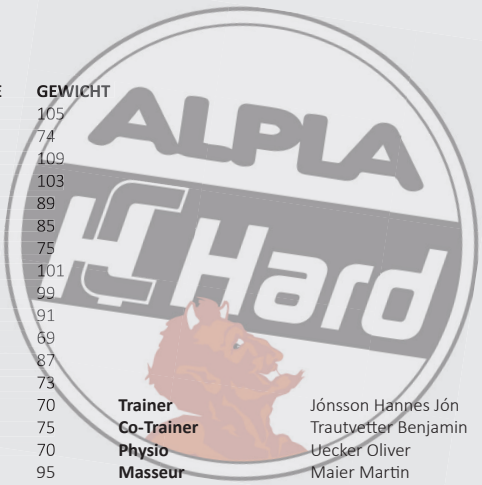 E GEWICHT
105
74
109
103
89
85
75
101
99
91
69
87
73
70 Trainer Jónsson Hannes Jón
75 Co-Trainer Trautvetter Benjamin
70 Physio Uecker Oliver
95 Masseur Maier Martin
ALPLA
HC Hard